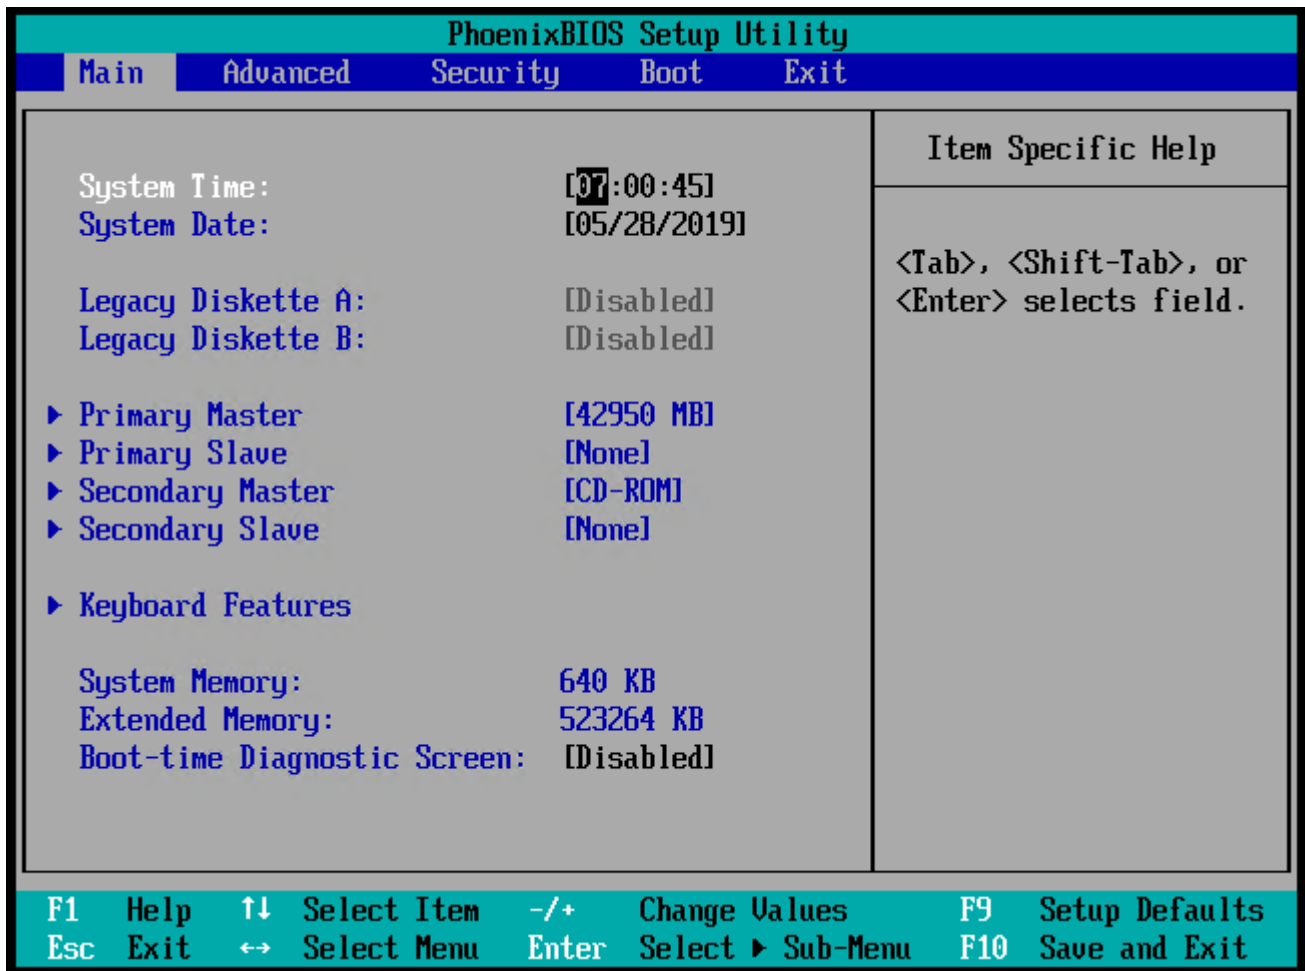 PhoenixBIOS Setup Utility
Main Advanced Security Boot Exit
Item Specific Help
System Time: [07:00:45]
System Date: [05/28/2019]
<Tab>, <Shift-Tab>, or
<Enter> selects field.
Legacy Diskette A: [Disabled]
Legacy Diskette B: [Disabled]
▶ Primary Master [42950 MB]
▶ Primary Slave [None]
▶ Secondary Master [CD-ROM]
▶ Secondary Slave [None]
▶ Keyboard Features
System Memory: 640 KB
Extended Memory: 523264 KB
Boot-time Diagnostic Screen: [Disabled]
F1 Help ↑↓ Select Item -/+ Change Values F9 Setup Defaults
Esc Exit ↔ Select Menu Enter Select ▶ Sub-Menu F10 Save and Exit